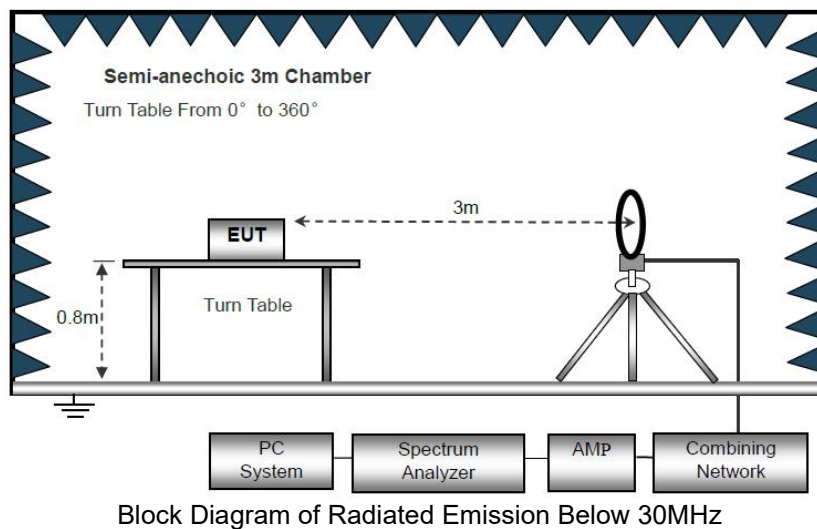 Semi-anechoic 3m Chamber
Turn Table From 0° to 360°
3m
EUT
Turn Table
0.8m
PC
System
Spectrum
Analyzer
AMP
Combining
Network
Block Diagram of Radiated Emission Below 30MHz